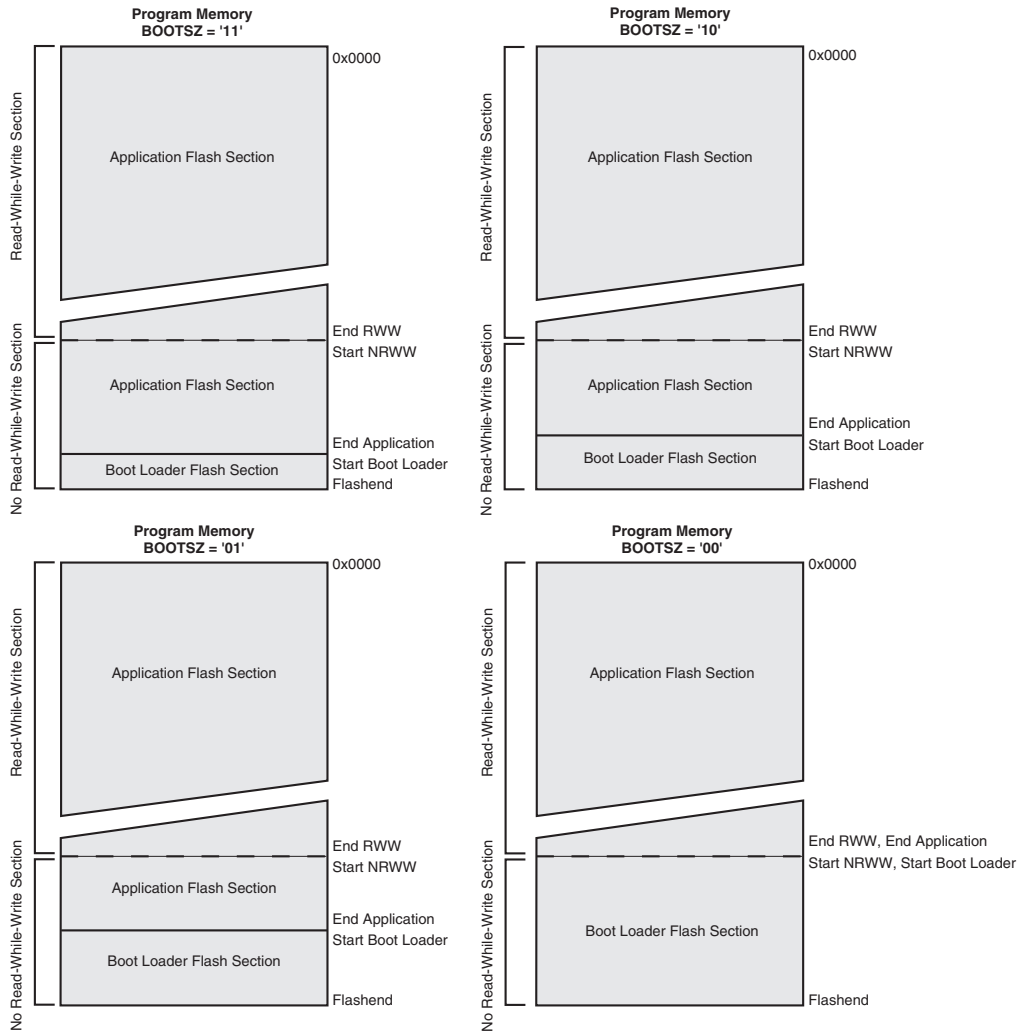 Program Memory
BOOTSZ = '11'
0x0000
Read-While-Write Section
Application Flash Section
End RWW
Start NRWW
No Read-While-Write Section
Application Flash Section
End Application
Start Boot Loader
Boot Loader Flash Section
Flashend
Program Memory
BOOTSZ = '10'
0x0000
Read-While-Write Section
Application Flash Section
End RWW
Start NRWW
No Read-While-Write Section
Application Flash Section
End Application
Start Boot Loader
Boot Loader Flash Section
Flashend
Program Memory
BOOTSZ = '01'
0x0000
Read-While-Write Section
Application Flash Section
End RWW
Start NRWW
No Read-While-Write Section
Application Flash Section
End Application
Start Boot Loader
Boot Loader Flash Section
Flashend
Program Memory
BOOTSZ = '00'
0x0000
Read-While-Write Section
Application Flash Section
End RWW, End Application
Start NRWW, Start Boot Loader
No Read-While-Write Section
Boot Loader Flash Section
Flashend